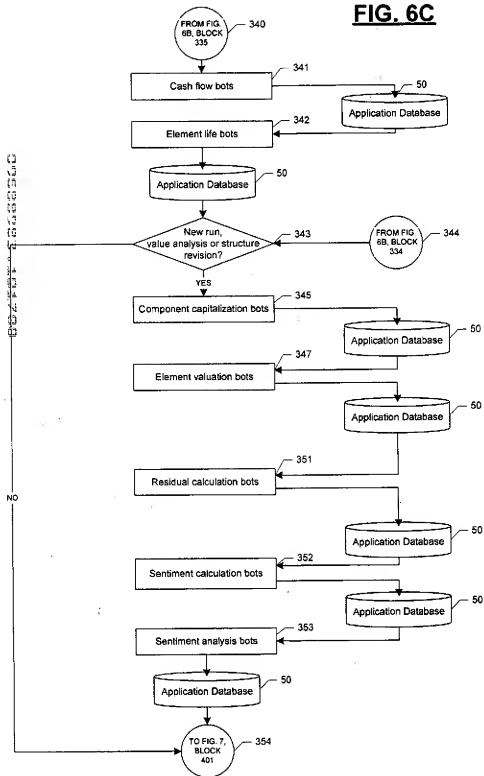 FIG. 6C
FROM FIG.
6B, BLOCK
335
340
341
Cash flow bots
50
Application Database
342
Element life bots
50
Application Database
New run,
value analysis or structure
revision?
343
FROM FIG
6B, BLOCK
334
344
YES
345
Component capitalization bots
50
Application Database
347
Element valuation bots
50
Application Database
351
Residual calculation bots
NO
50
Application Database
352
Sentiment calculation bots
50
Application Database
353
Sentiment analysis bots
50
Application Database
TO FIG. 7,
BLOCK
401
354